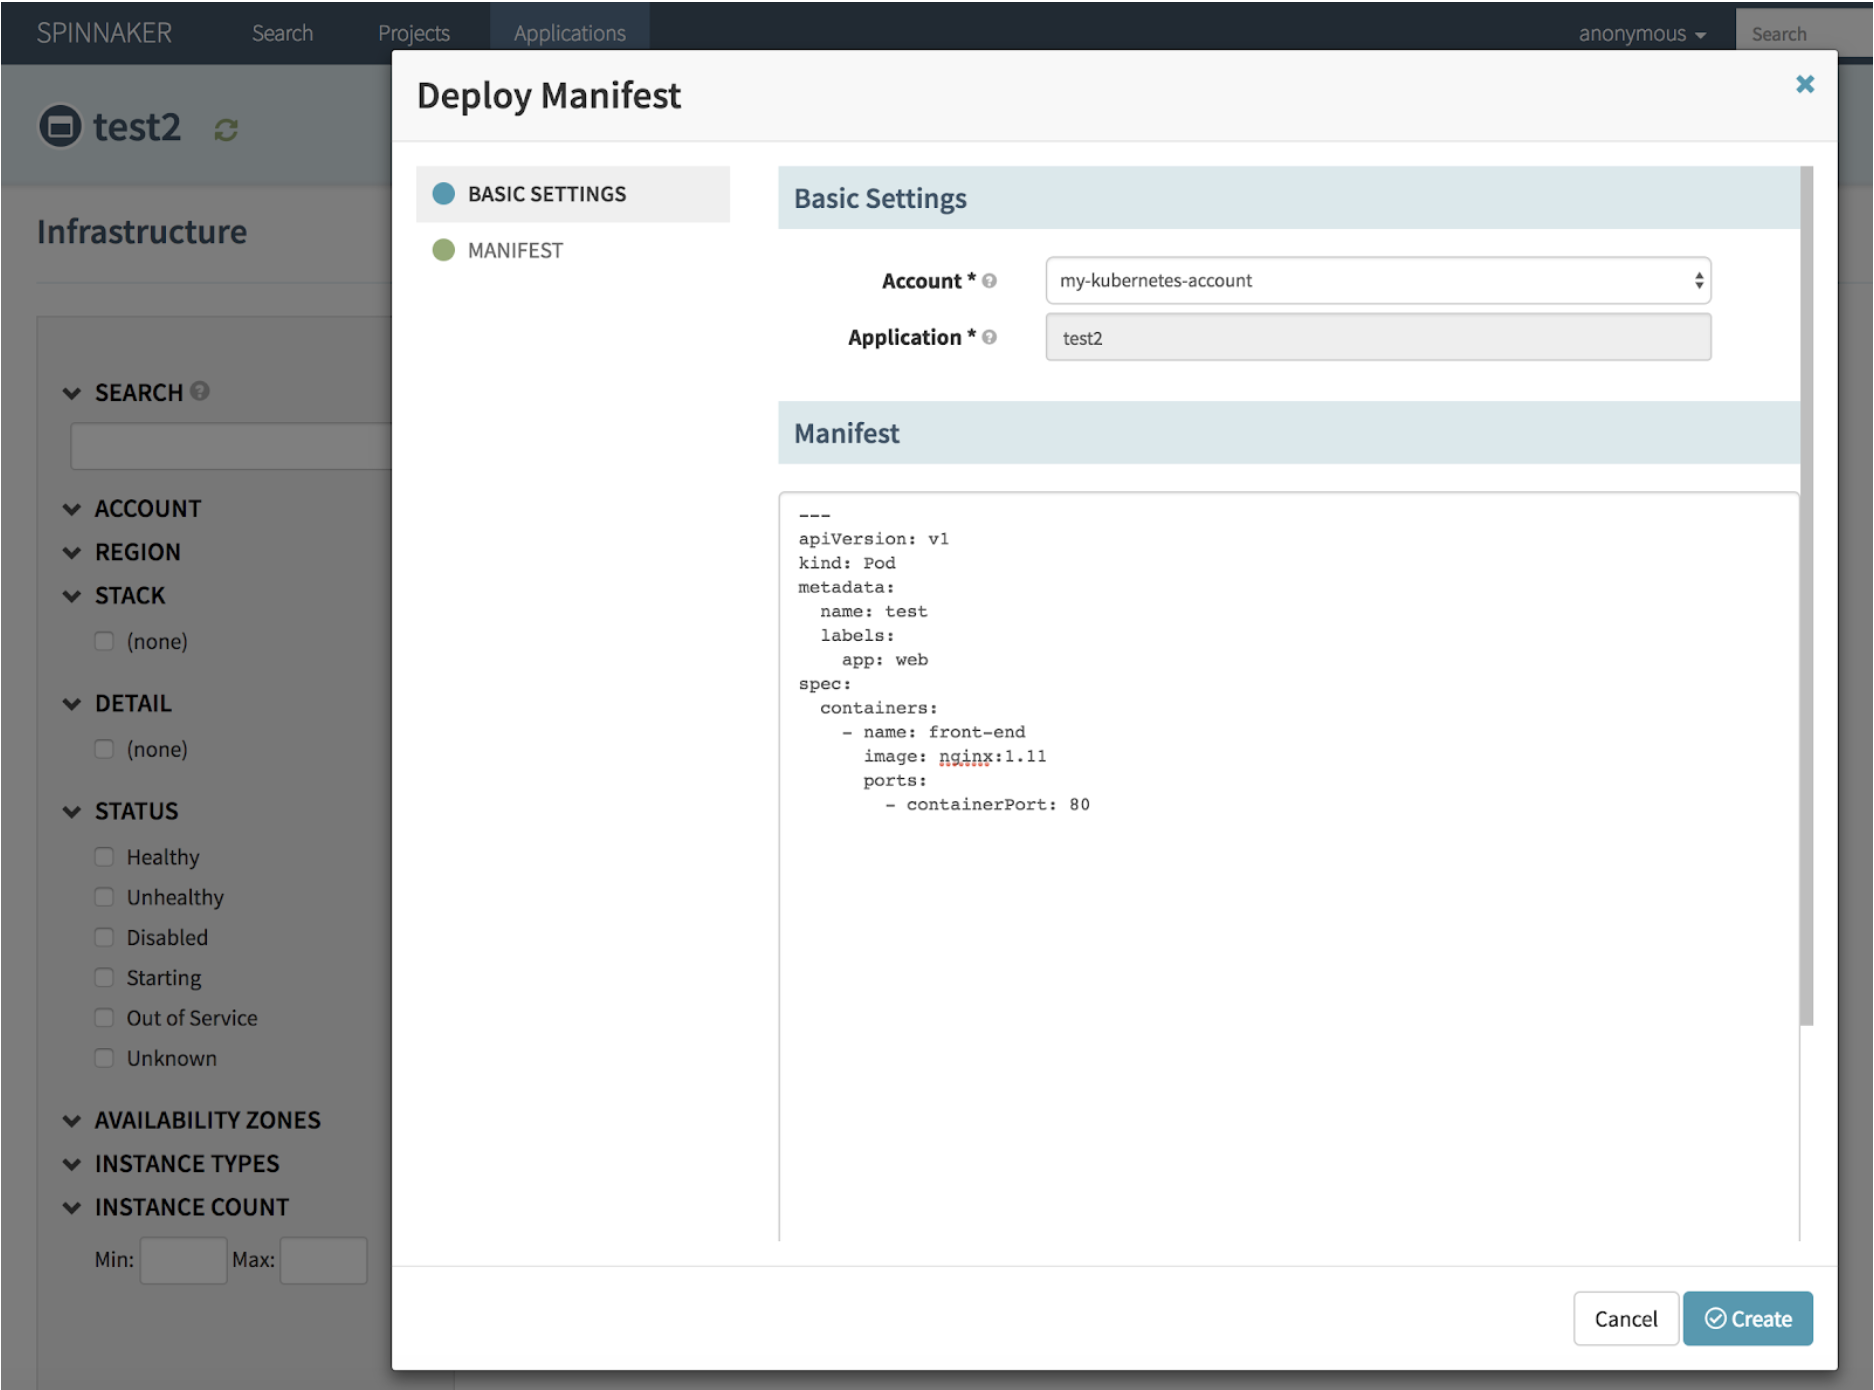 SPINNAKER Search Projects Applications anonymous Search
test2
Infrastructure
SEARCH
ACCOUNT
REGION
STACK
(none)
DETAIL
(none)
STATUS
Healthy
Unhealthy
Disabled
Starting
Out of Service
Unknown
AVAILABILITY ZONES
INSTANCE TYPES
INSTANCE COUNT
Min: Max:
Deploy Manifest
BASIC SETTINGS
MANIFEST
Basic Settings
Account * my-kubernetes-account
Application * test2
Manifest
---
apiVersion: v1
kind: Pod
metadata:
  name: test
  labels:
    app: web
spec:
  containers:
    - name: front-end
      image: nginx:1.11
      ports:
        - containerPort: 80
Cancel Create